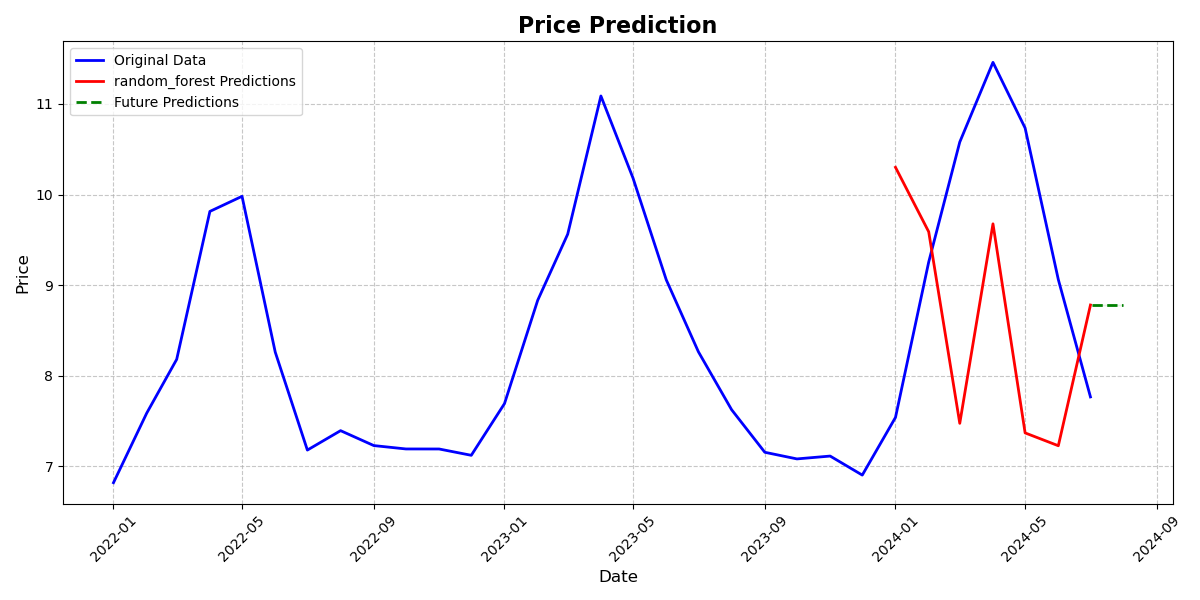 Price Prediction
Original Data
random_forest Predictions
Future Predictions
Price
11
10
9
8
7
2022-01
2022-05
2022-09
2023-01
2023-05
2023-09
2024-01
2024-05
2024-09
Date